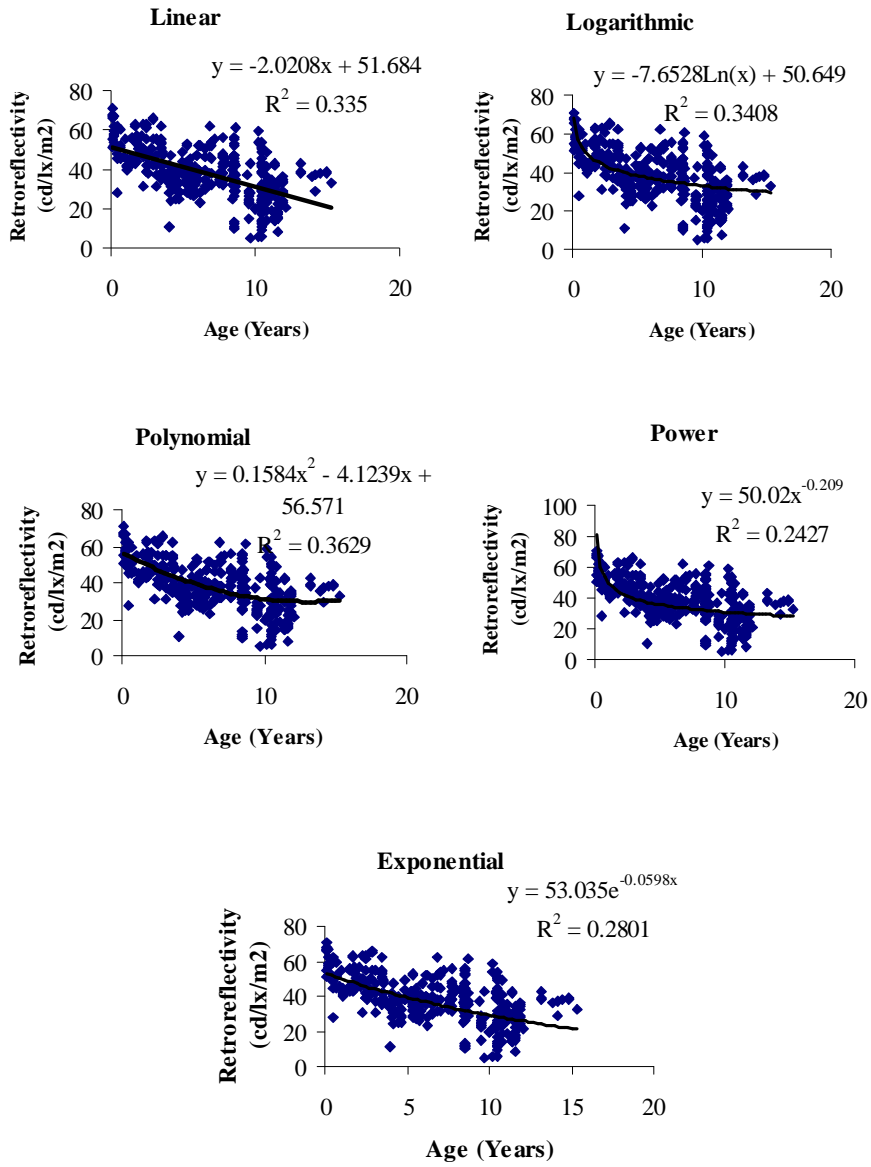 Linear
y = -2.0208x + 51.684
R² = 0.335
80
60
40
20
0
0 10 20
Retroreflectivity
(cd/lx/m2)
Age (Years)
Logarithmic
y = -7.6528Ln(x) + 50.649
R² = 0.3408
80
60
40
20
0
0 10 20
Retroreflectivity
(cd/lx/m2)
Age (Years)
Polynomial
y = 0.1584x² - 4.1239x +
56.571
R² = 0.3629
80
60
40
20
0
0 10 20
Retroreflectivity
(cd/lx/m2)
Age (Years)
Power
y = 50.02x^-0.209
R² = 0.2427
100
80
60
40
20
0
0 10 20
Retroreflectivity
(cd/lx/m2)
Age (Years)
Exponential
y = 53.035e^-0.0598x
R² = 0.2801
80
60
40
20
0
0 5 10 15 20
Retroreflectivity
(cd/lx/m2)
Age (Years)